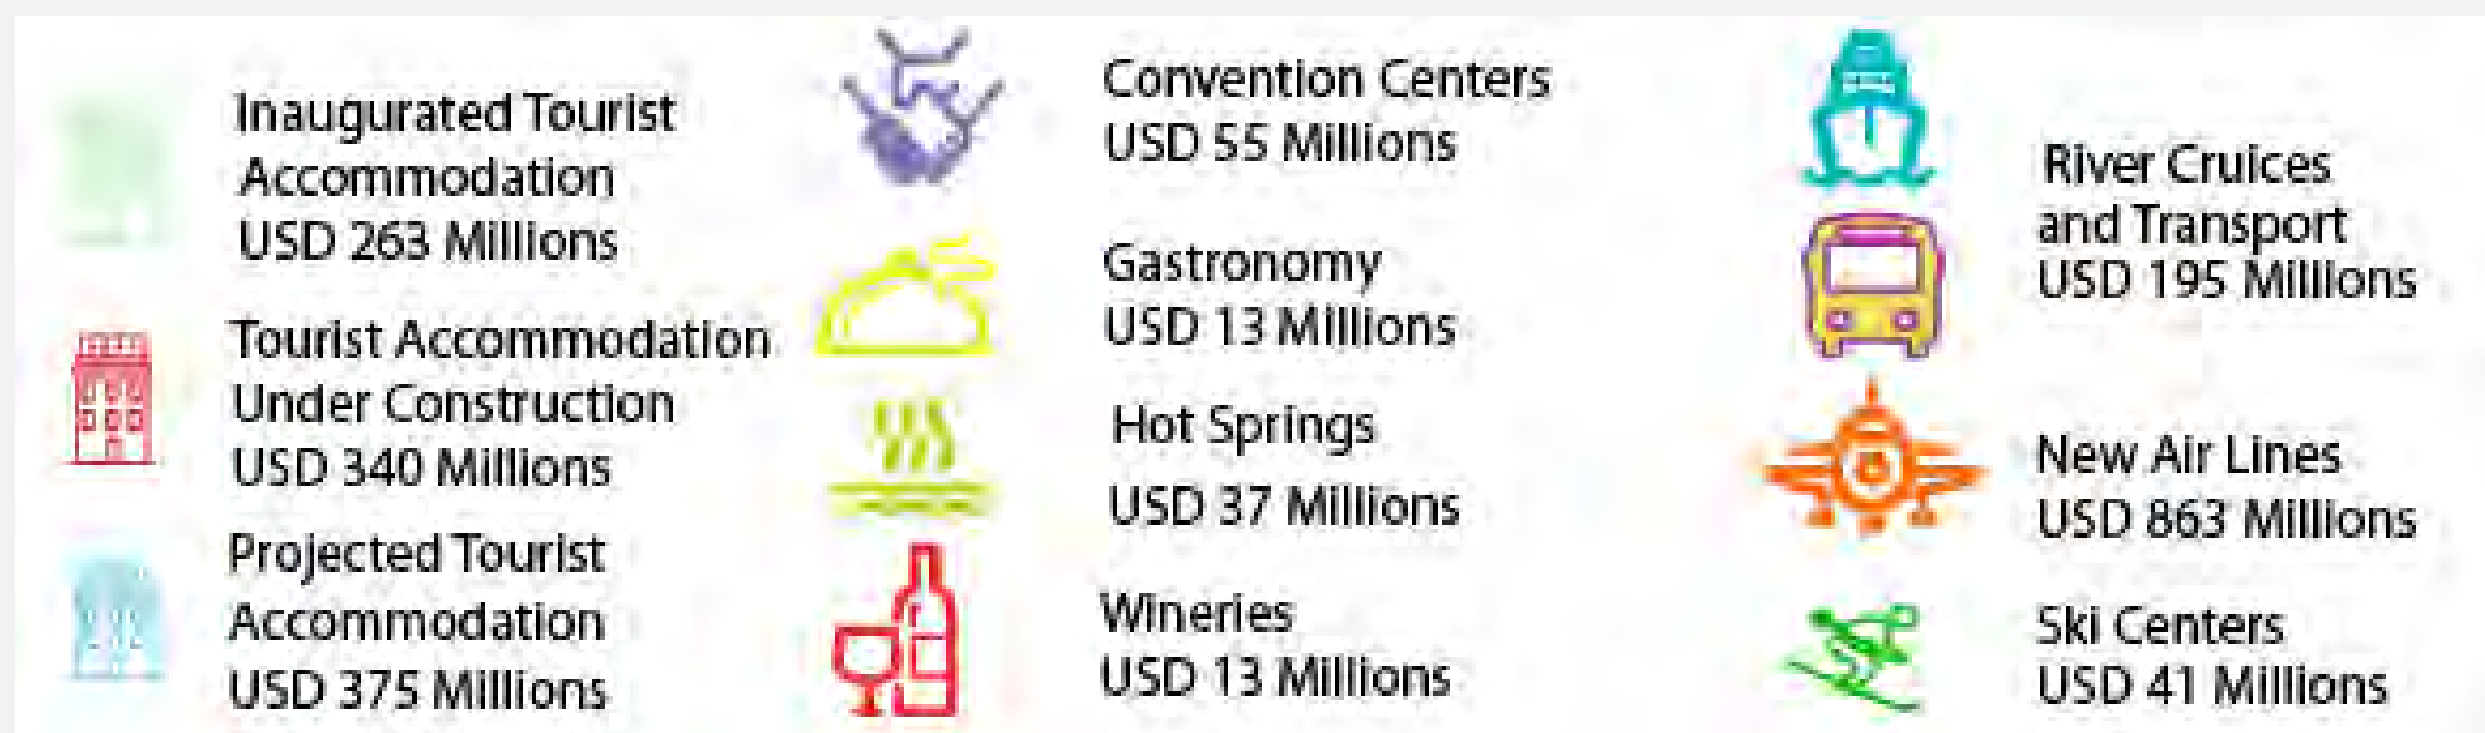 Inaugurated Tourist
Accommodation
USD 263 Millions
Tourist Accommodation
Under Construction
USD 340 Millions
Projected Tourist
Accommodation
USD 375 Millions
Convention Centers
USD 55 Millions
Gastronomy
USD 13 Millions
Hot Springs
USD 37 Millions
Wineries
USD 13 Millions
River Cruices
and Transport
USD 195 Millions
New Air Lines
USD 863 Millions
Ski Centers
USD 41 Millions